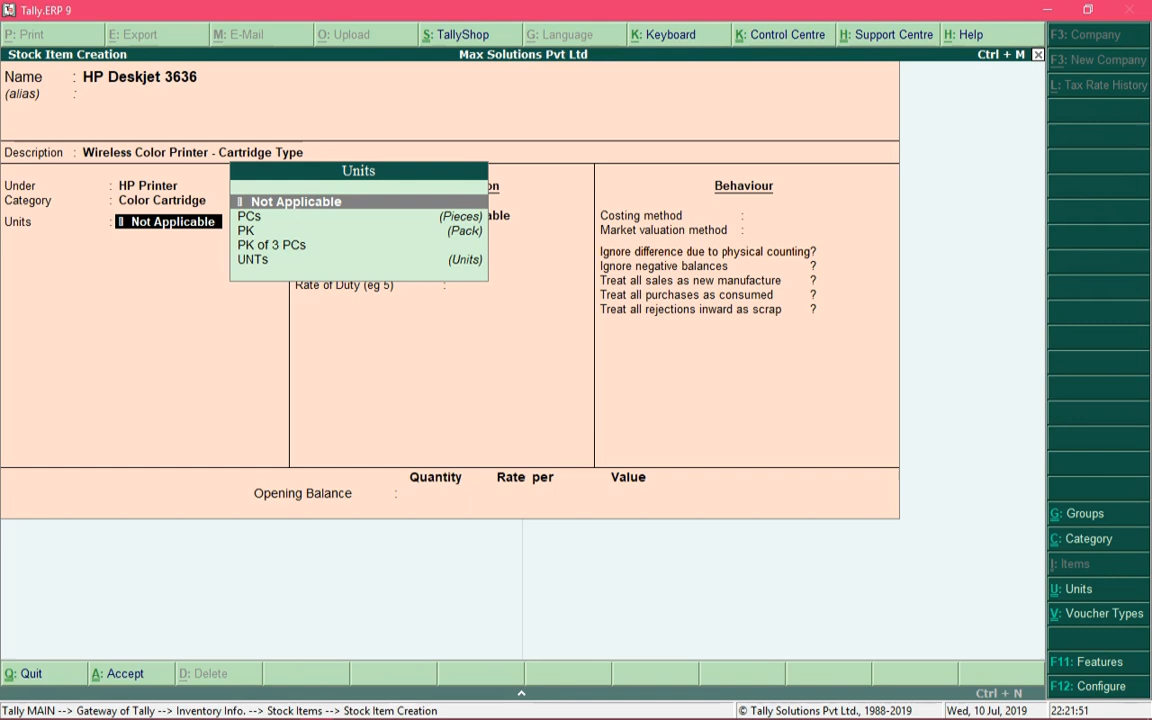 Tally.ERP 9
P: Print E: Export M: E-Mail O: Upload S: TallyShop G: Language K: Keyboard K: Control Centre H: Support Centre H: Help
F3: Company
Stock Item Creation Max Solutions Pvt Ltd Ctrl + M
F3: New Company
Name : HP Deskjet 3636
L: Tax Rate History
(alias) :
Description : Wireless Color Printer - Cartridge Type
Units
Under : HP Printer
Behaviour
Category : Color Cartridge
Not Applicable
Units : Not Applicable
PCs (Pieces)
PK (Pack)
PK of 3 PCs
UNTs (Units)
Rate of Duty (eg 5) :
Costing method :
Market valuation method :
Ignore difference due to physical counting?
Ignore negative balances ?
Treat all sales as new manufacture ?
Treat all purchases as consumed ?
Treat all rejections inward as scrap ?
Quantity Rate per Value
Opening Balance :
G: Groups
C: Category
I: Items
U: Units
V: Voucher Types
F11: Features
F12: Configure
Q: Quit A: Accept D: Delete
Ctrl + N
Tally MAIN --> Gateway of Tally --> Inventory Info. --> Stock Items --> Stock Item Creation © Tally Solutions Pvt Ltd., 1988-2019 Wed, 10 Jul, 2019 22:21:51